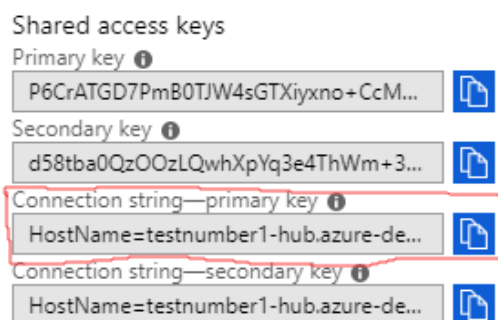 Shared access keys
Primary key
P6CrATGD7PmB0TJW4sGTXiyxno+CcM...
Secondary key
d58tba0QzOOzLQwhXpYq3e4ThWm+3...
Connection string—primary key
HostName=testnumber1-hub.azure-de...
Connection string—secondary key
HostName=testnumber1-hub.azure-de...